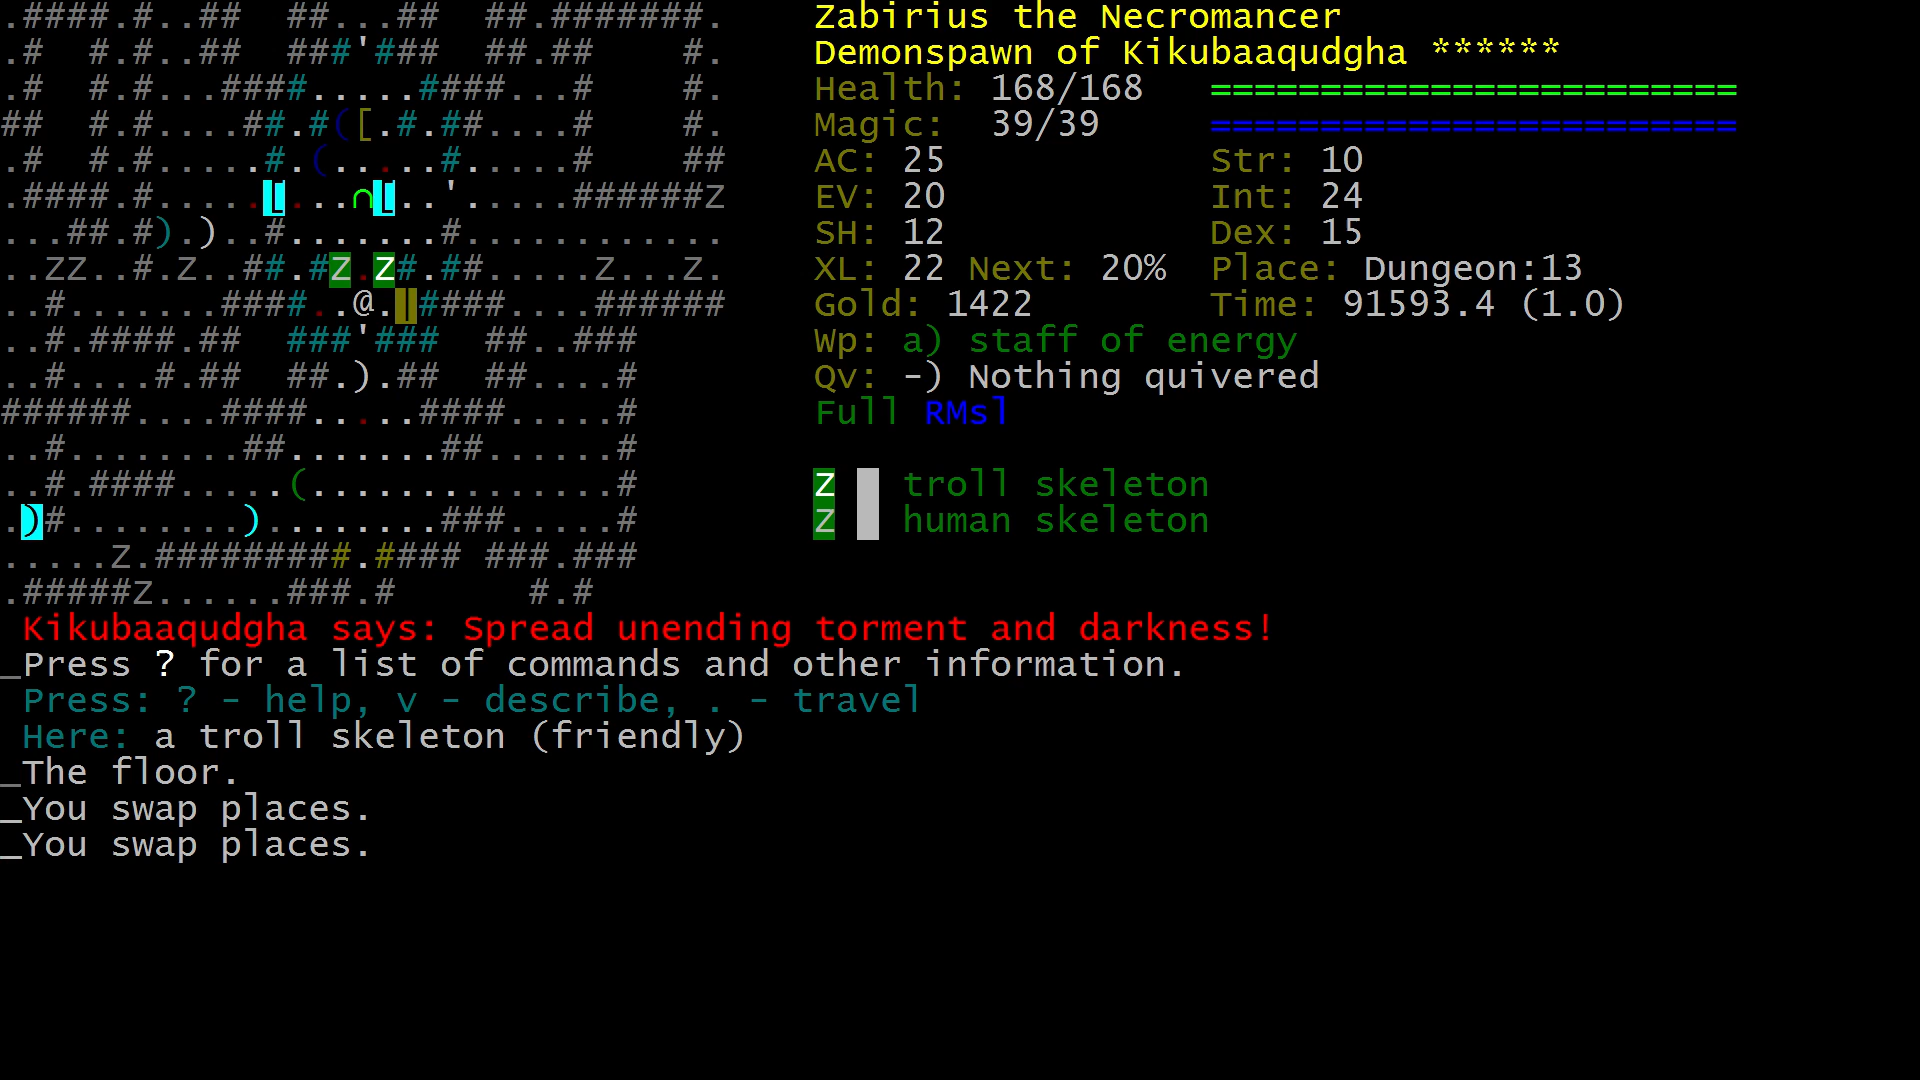 .####.#..##  ##...##  ##.#######. Zabirius the Necromancer
.#  #.#..##  ###'####  ##.##    #. Demonspawn of Kikubaaqudgha ******
.#  #.#...####.....####...#    #. Health: 168/168 ========================
##  #.#....##.#([.#.##....#    #. Magic: 39/39 ========================
.#  #.#.....#.(.....#.....#    ## AC: 25 Str: 10
.####.#......[...∩[..'.....######Z EV: 20 Int: 24
...##.#).)..#.......#............ SH: 12 Dex: 15
..ZZ..#.Z..##.#Z.Z#.##.....Z...Z. XL: 22 Next: 20% Place: Dungeon:13
..#.......####..@.|#####....###### Gold: 1422 Time: 91593.4 (1.0)
..#.####.##  ###'###  ##..### Wp: a) staff of energy
..#....#.##  ##.).##  ##....# Qv: -) Nothing quivered
######....####.....####.....# Full RMsl
..#........##.......##......#
..#.####.....(..............# Z troll skeleton
.)#........)........###.....# Z human skeleton
.....Z.#########.#.#### ###.###
.#####Z......###.#      #.#
Kikubaaqudgha says: Spread unending torment and darkness!
_Press ? for a list of commands and other information.
Press: ? - help, v - describe, . - travel
Here: a troll skeleton (friendly)
_The floor.
_You swap places.
_You swap places.